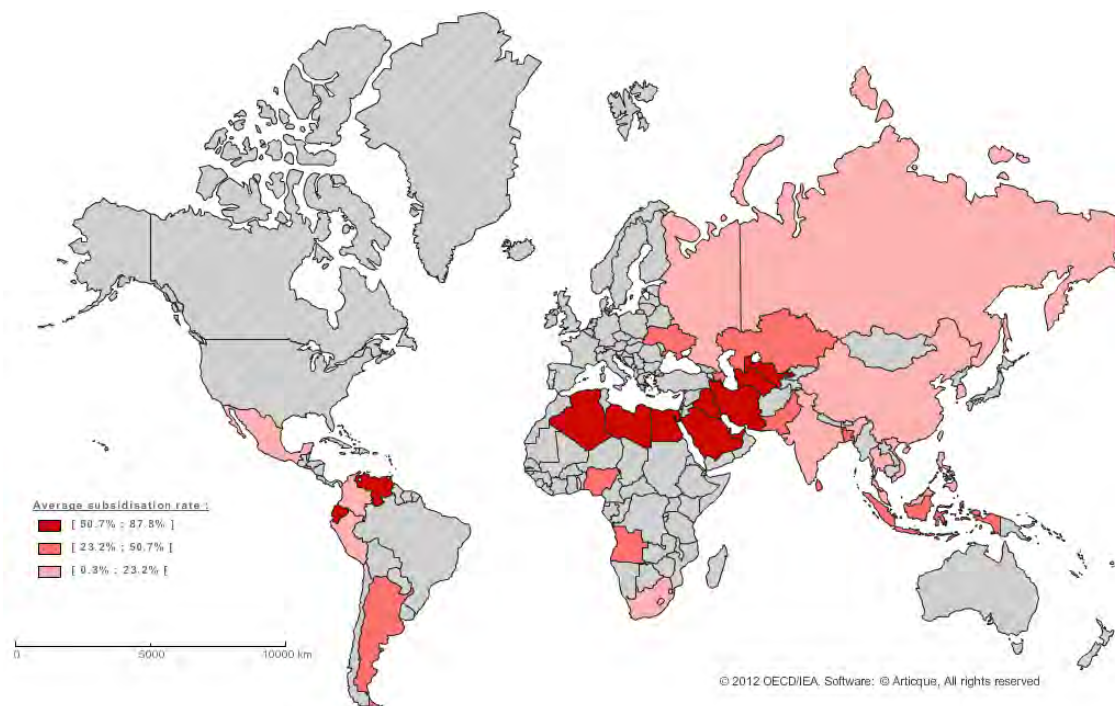 Average subsidisation rate :
[ 50.7% : 87.8% ]
[ 23.2% : 50.7% [
[ 0.3% : 23.2% [
0 5000 10000 km
© 2012 OECD/IEA. Software: © Articque, All rights reserved